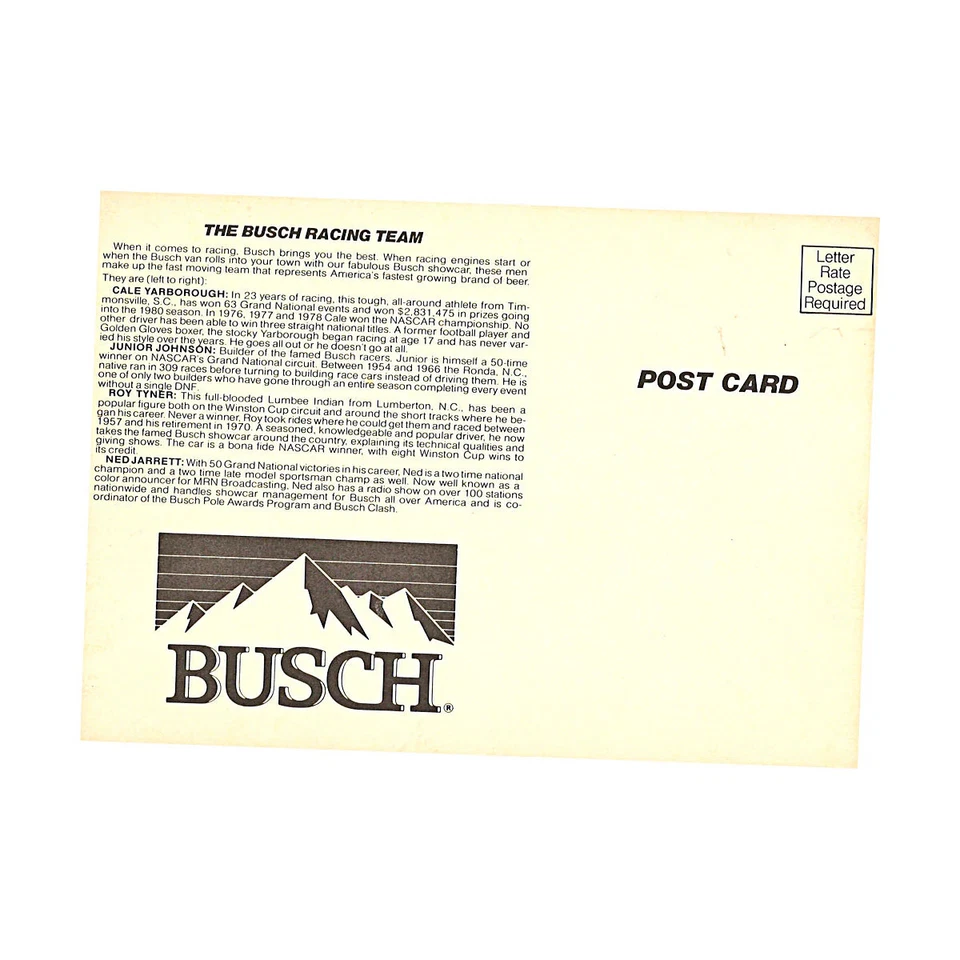 THE BUSCH RACING TEAM
When it comes to racing, Busch brings you the best. When racing engines start or
when the Busch van rolls into your town with our fabulous Busch showcar, these men
make up the fast moving team that represents America's fastest growing brand of beer.
They are (left to right):
CALE YARBOROUGH: In 23 years of racing, this tough, all-around athlete from Tim-
monsville, S.C., has won 63 Grand National events and won $2,831,475 in prizes going
into the 1980 season. In 1976, 1977 and 1978 Cale won the NASCAR championship. No
other driver has been able to win three straight national titles. A former football player and
Golden Gloves boxer, the stocky Yarborough began racing at age 17 and has never var-
ied his style over the years. He goes all out or he doesn't go at all.
JUNIOR JOHNSON: Builder of the famed Busch racers, Junior is himself a 50-time
winner on NASCAR's Grand National circuit. Between 1954 and 1966 the Ronda, N.C.,
native ran in 309 races before turning to building race cars instead of driving them. He is
one of only two builders who have gone through an entire season completing every event
without a single DNF.
ROY TYNER: This full-blooded Lumbee Indian from Lumberton, N.C., has been a
popular figure both on the Winston Cup circuit and around the short tracks where he be-
gan his career. Never a winner, Roy took rides where he could get them and raced between
1957 and his retirement in 1970. A seasoned, knowledgeable and popular driver, he now
takes the famed Busch showcar around the country, explaining its technical qualities and
giving shows. The car is a bona fide NASCAR winner, with eight Winston Cup wins to
its credit.
NED JARRETT: With 50 Grand National victories in his career, Ned is a two time national
champion and a two time late model sportsman champ as well. Now well known as a
color announcer for MRN Broadcasting, Ned also has a radio show on over 100 stations
nationwide and handles showcar management for Busch all over America and is co-
ordinator of the Busch Pole Awards Program and Busch Clash.
BUSCH®
Letter
Rate
Postage
Required
POST CARD